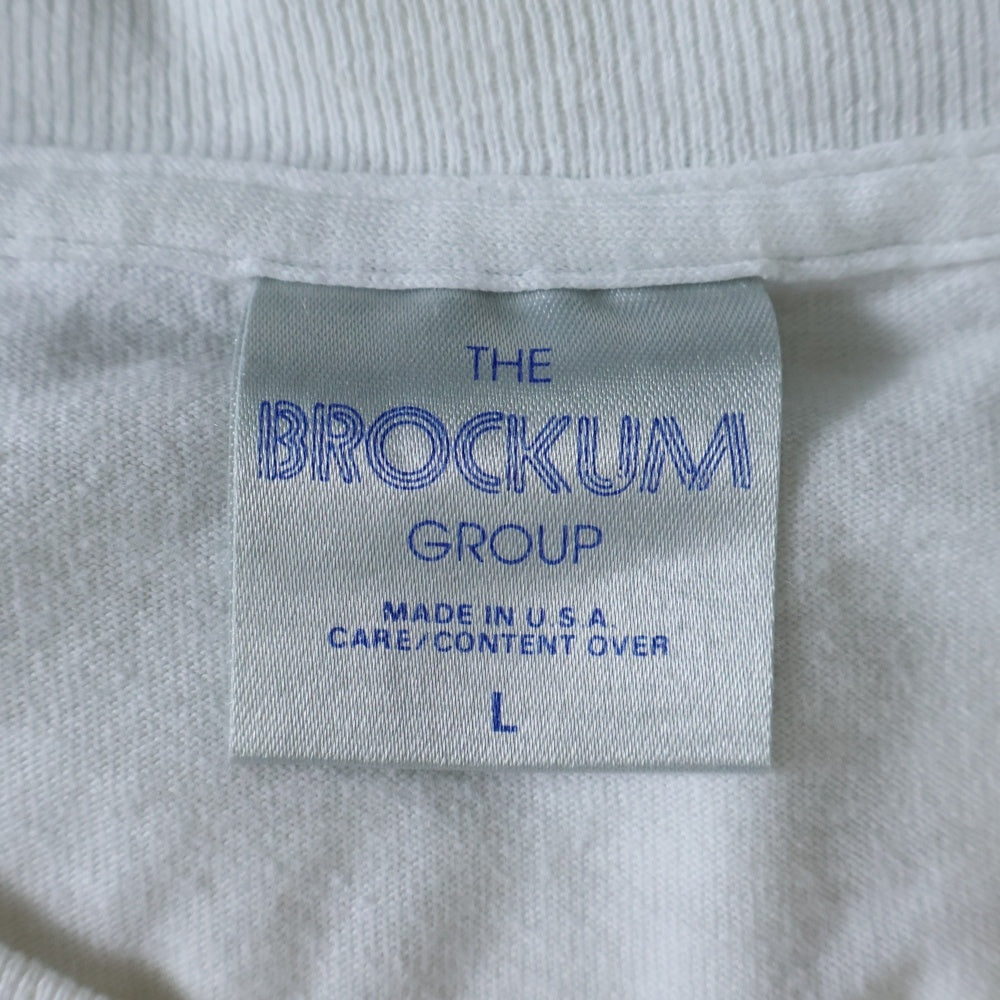 THE
BROCKUM
GROUP
MADE IN U.S.A
CARE/CONTENT OVER
L